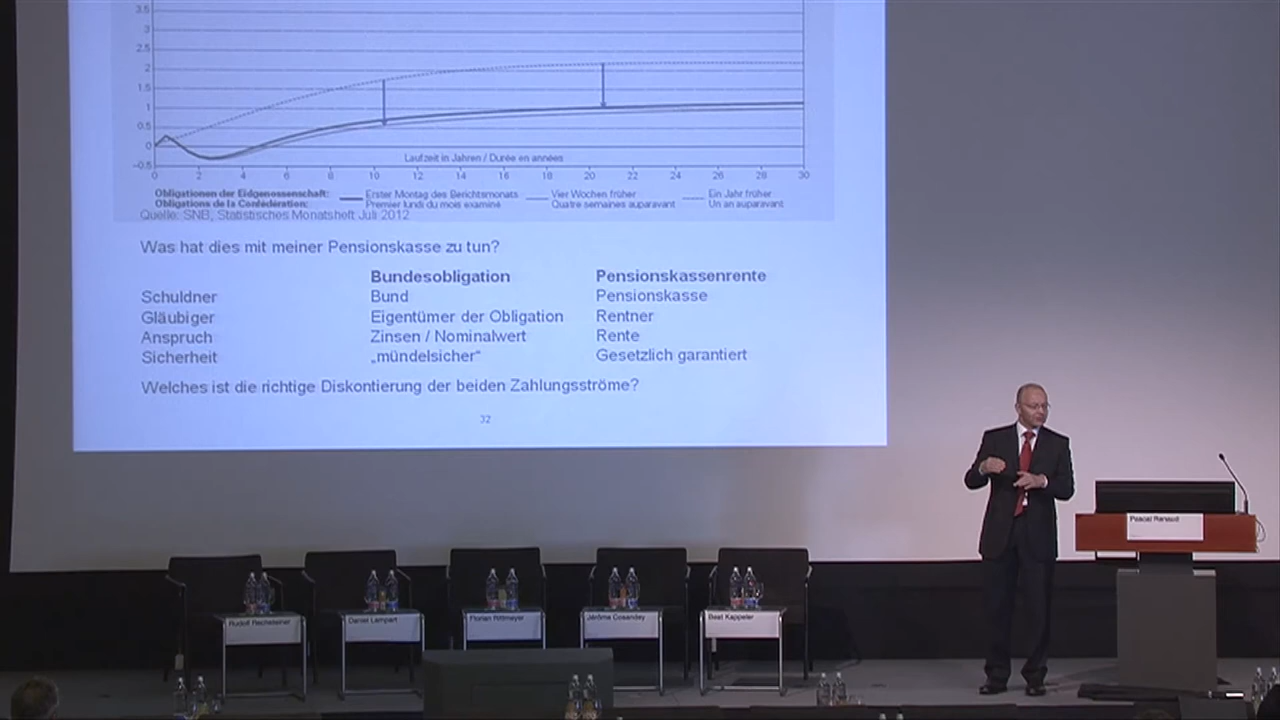 3.5
3
2.5
2
1.5
1
0.5
0
−0.5
Laufzeit in Jahren / Durée en années
0 2 4 6 8 10 12 14 16 18 20 22 24 26 28 30
Obligationen der Eidgenossenschaft: Erster Montag des Berichtsmonats Vier Wochen früher Ein Jahr früher
Obligations de la Confédération: Premier lundi du mois examiné Quatre semaines auparavant Un an auparavant
Quelle: SNB, Statistisches Monatsheft Juli 2012
Was hat dies mit meiner Pensionskasse zu tun?
Bundesobligation Pensionskassenrente
Schuldner Bund Pensionskasse
Gläubiger Eigentümer der Obligation Rentner
Anspruch Zinsen / Nominalwert Rente
Sicherheit „mündelsicher“ Gesetzlich garantiert
Welches ist die richtige Diskontierung der beiden Zahlungsströme?
32
Pascal Renaud
Rudolf Rechsteiner
Daniel Lampart
Florian Rittmeyer
Jérôme Cosandey
Beat Kappeler